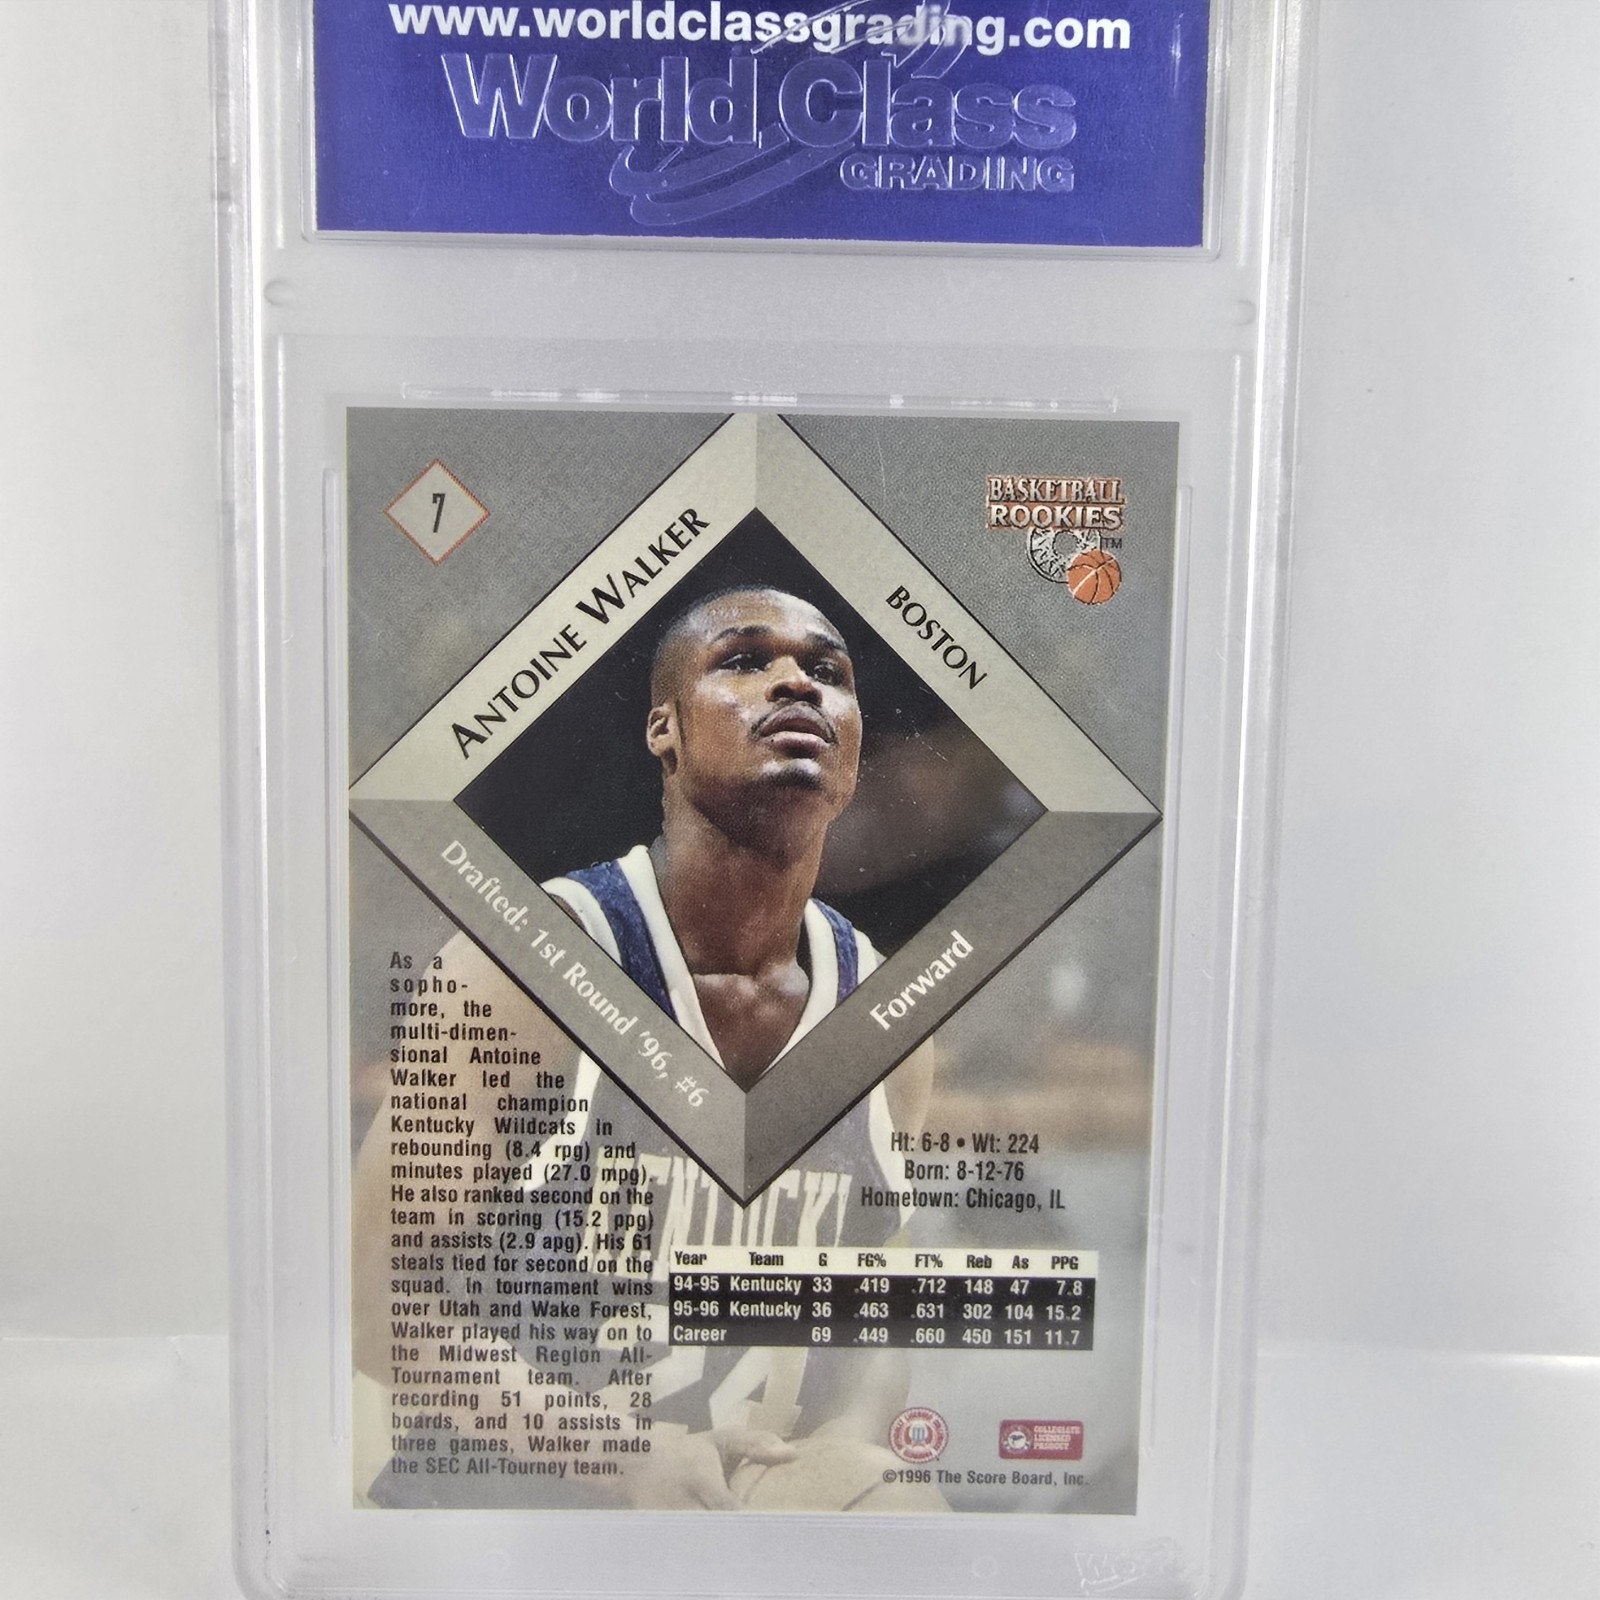 www.worldclassgrading.com
World Class
GRADING
7
ANTOINE WALKER
BOSTON
BASKETBALL
ROOKIES
TM
Drafted: 1st Round '96, #6
Forward
As a
sopho-
more, the
multi-dimen-
sional Antoine
Walker led the
national champion
Kentucky Wildcats in
rebounding (8.4 rpg) and
minutes played (27.0 mpg).
He also ranked second on the
team in scoring (15.2 ppg)
and assists (2.9 apg). His 61
steals tied for second on the
squad. In tournament wins
over Utah and Wake Forest,
Walker played his way on to
the Midwest Region All-
Tournament team. After
recording 51 points, 28
boards, and 10 assists in
three games, Walker made
the SEC All-Tourney team.
KENTUCKY
24
Ht: 6-8 • Wt: 224
Born: 8-12-76
Hometown: Chicago, IL
Year Team G FG% FT% Reb As PPG
94-95 Kentucky 33 .419 .712 148 47 7.8
95-96 Kentucky 36 .463 .631 302 104 15.2
Career 69 .449 .660 450 151 11.7
COLLEGIATE
LICENSED
PRODUCT
©1996 The Score Board, Inc.